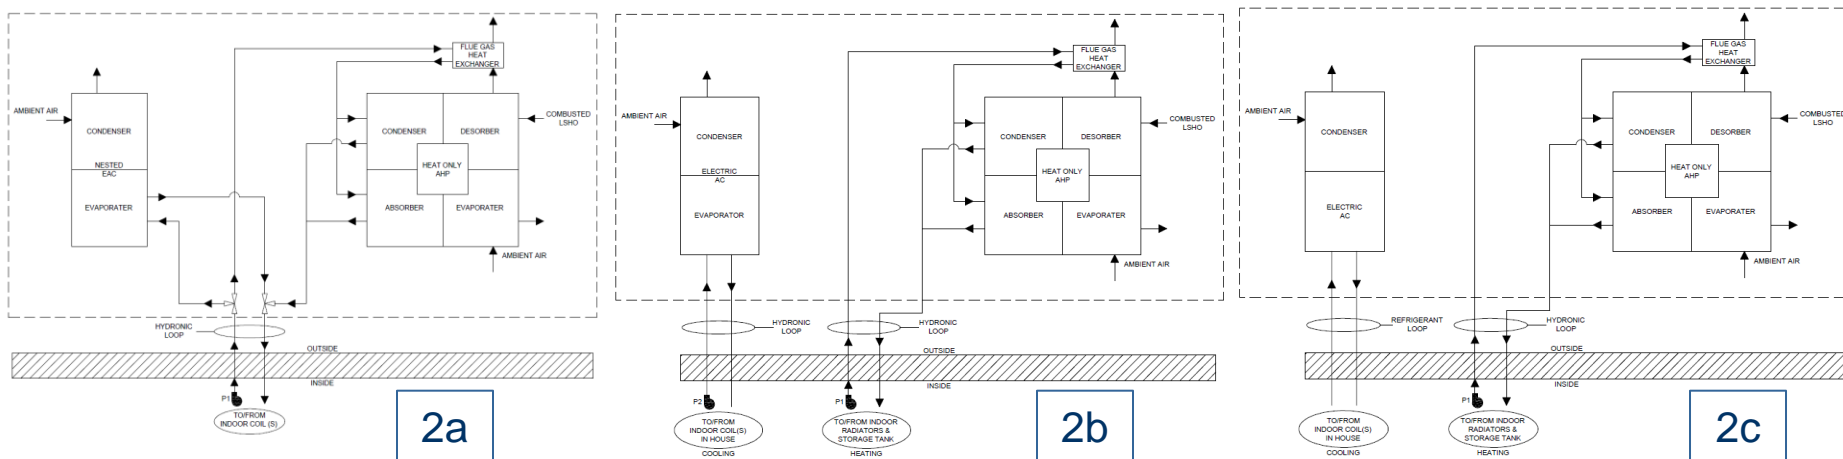 FLUE GAS
HEAT
EXCHANGER
AMBIENT AIR
CONDENSER
NESTED
EAC
EVAPORATER
CONDENSER
DESORBER
COMBUSTED
LSHO
HEAT ONLY
AHP
ABSORBER
EVAPORATER
AMBIENT AIR
HYDRONIC
LOOP
OUTSIDE
INSIDE
P1
TO/FROM
INDOOR COIL (S)
2a
FLUE GAS
HEAT
EXCHANGER
AMBIENT AIR
CONDENSER
ELECTRIC
AC
EVAPORATOR
CONDENSER
DESORBER
COMBUSTED
LSHO
HEAT ONLY
AHP
ABSORBER
EVAPORATER
AMBIENT AIR
HYDRONIC
LOOP
HYDRONIC
LOOP
OUTSIDE
INSIDE
P2
P1
TO/FROM
INDOOR COIL(S)
IN HOUSE
COOLING
TO/FROM INDOOR
RADIATORS &
STORAGE TANK
HEATING
2b
FLUE GAS
HEAT
EXCHANGER
AMBIENT AIR
CONDENSER
ELECTRIC
AC
CONDENSER
DESORBER
COMBUSTED
LSHO
HEAT ONLY
AHP
ABSORBER
EVAPORATER
AMBIENT AIR
REFRIGERANT
LOOP
HYDRONIC
LOOP
OUTSIDE
INSIDE
P1
TO/FROM
INDOOR COIL(S)
IN HOUSE
COOLING
TO/FROM INDOOR
RADIATORS &
STORAGE TANK
HEATING
2c